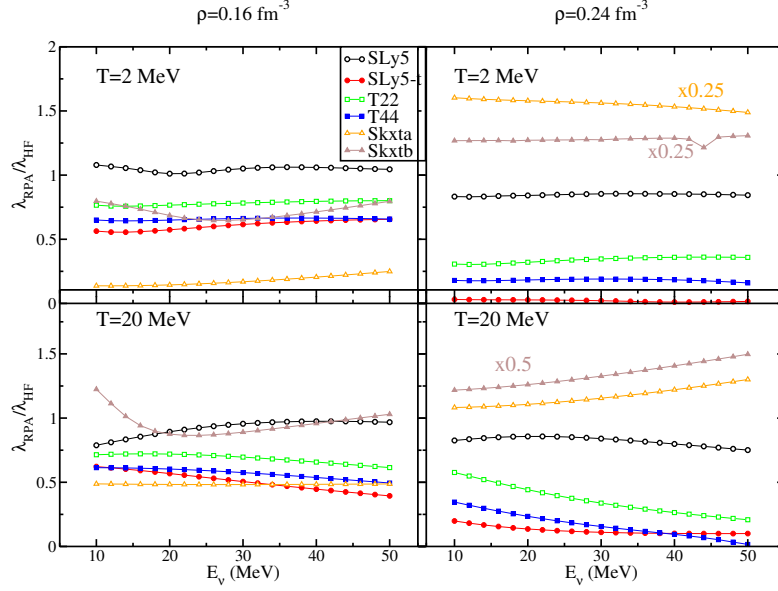 ρ=0.16 fm⁻³
ρ=0.24 fm⁻³
2
1.5
1
0.5
0
λRPA/λHF
T=2 MeV
SLy5
SLy5-t
T22
T44
Skxta
Skxtb
T=2 MeV
x0.25
x0.25
1.5
1
0.5
0
λRPA/λHF
T=20 MeV
T=20 MeV
x0.5
10 20 30 40 50
10 20 30 40 50
Eν (MeV)
Eν (MeV)